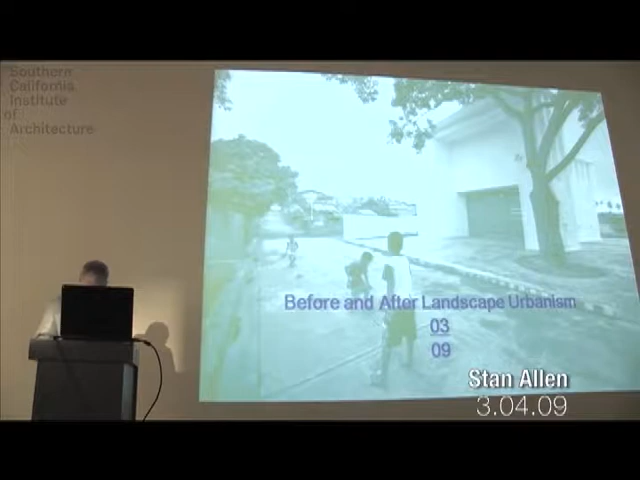 Southern
California
Institute
of
Architecture
Before and After Landscape Urbanism
03
09
Stan Allen
3.04.09